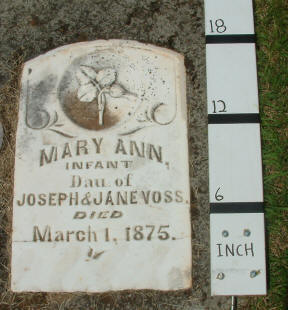 MARY ANN,
INFANT
Dau. of
JOSEPH & JANE VOSS.
DIED
March 1, 1875.
18
12
6
INCH